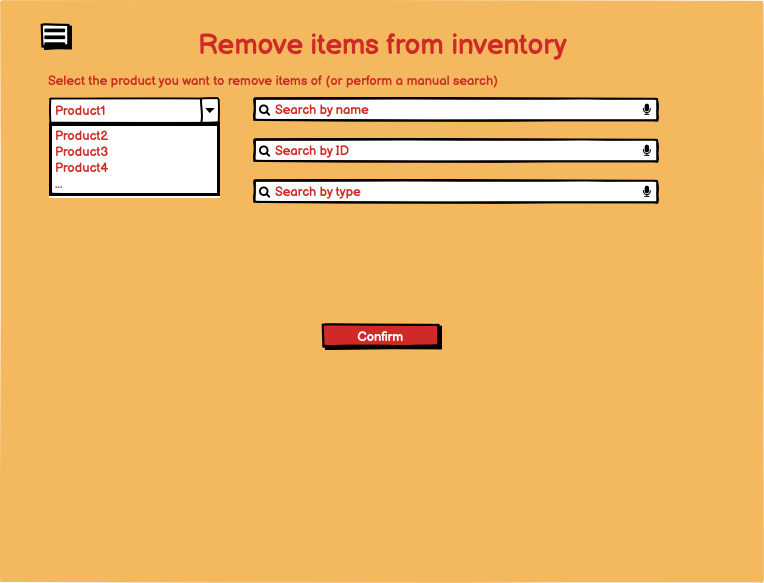 Remove items from inventory
Select the product you want to remove items of (or perform a manual search)
Product1
Product2
Product3
Product4
...
Search by name
Search by ID
Search by type
Confirm